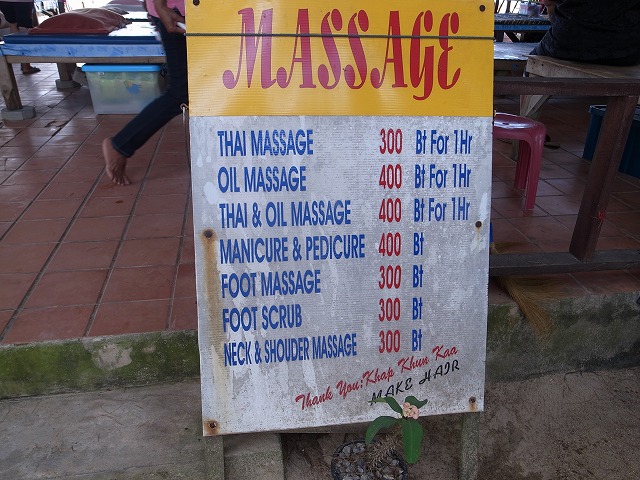 MASSAGE
THAI MASSAGE 300 Bt For 1Hr
OIL MASSAGE 400 Bt For 1Hr
THAI & OIL MASSAGE 400 Bt For 1Hr
MANICURE & PEDICURE 400 Bt
FOOT MASSAGE 300 Bt
FOOT SCRUB 300 Bt
NECK & SHOUDER MASSAGE 300 Bt
Thank You:Khap Khun Kaa
MAKE HAIR